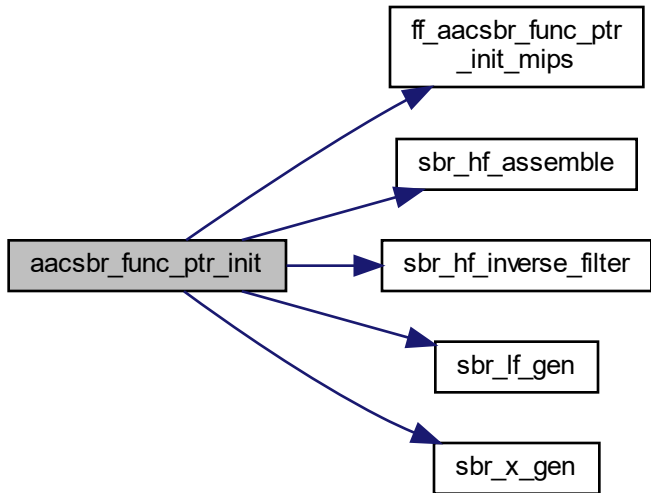 ff_aacsbr_func_ptr
_init_mips
sbr_hf_assemble
aacsbr_func_ptr_init
sbr_hf_inverse_filter
sbr_lf_gen
sbr_x_gen